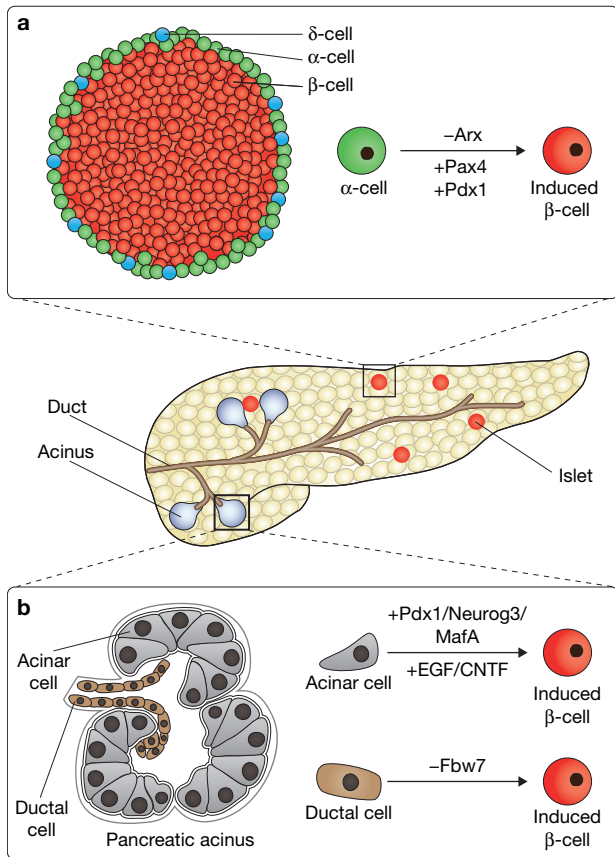 a
δ-cell
α-cell
β-cell
–Arx
+Pax4
+Pdx1
α-cell
Induced
β-cell
Duct
Acinus
Islet
b
Acinar
cell
Ductal
cell
Pancreatic acinus
+Pdx1/Neurog3/
MafA
+EGF/CNTF
Acinar cell
Induced
β-cell
–Fbw7
Ductal cell
Induced
β-cell